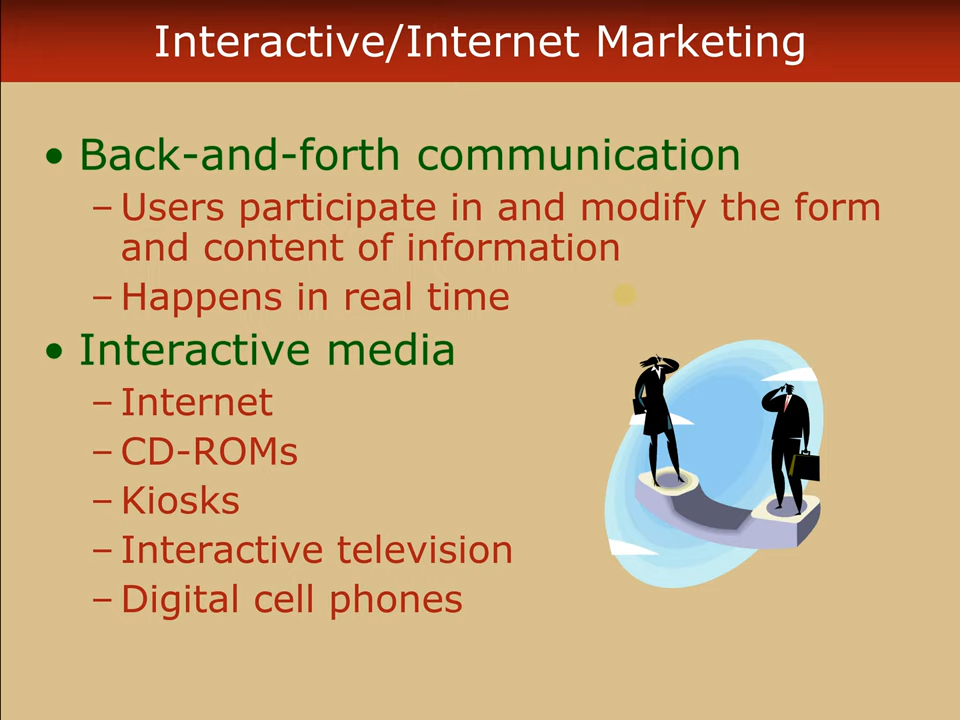 Interactive/Internet Marketing
• Back-and-forth communication
– Users participate in and modify the form
and content of information
– Happens in real time
• Interactive media
– Internet
– CD-ROMs
– Kiosks
– Interactive television
– Digital cell phones